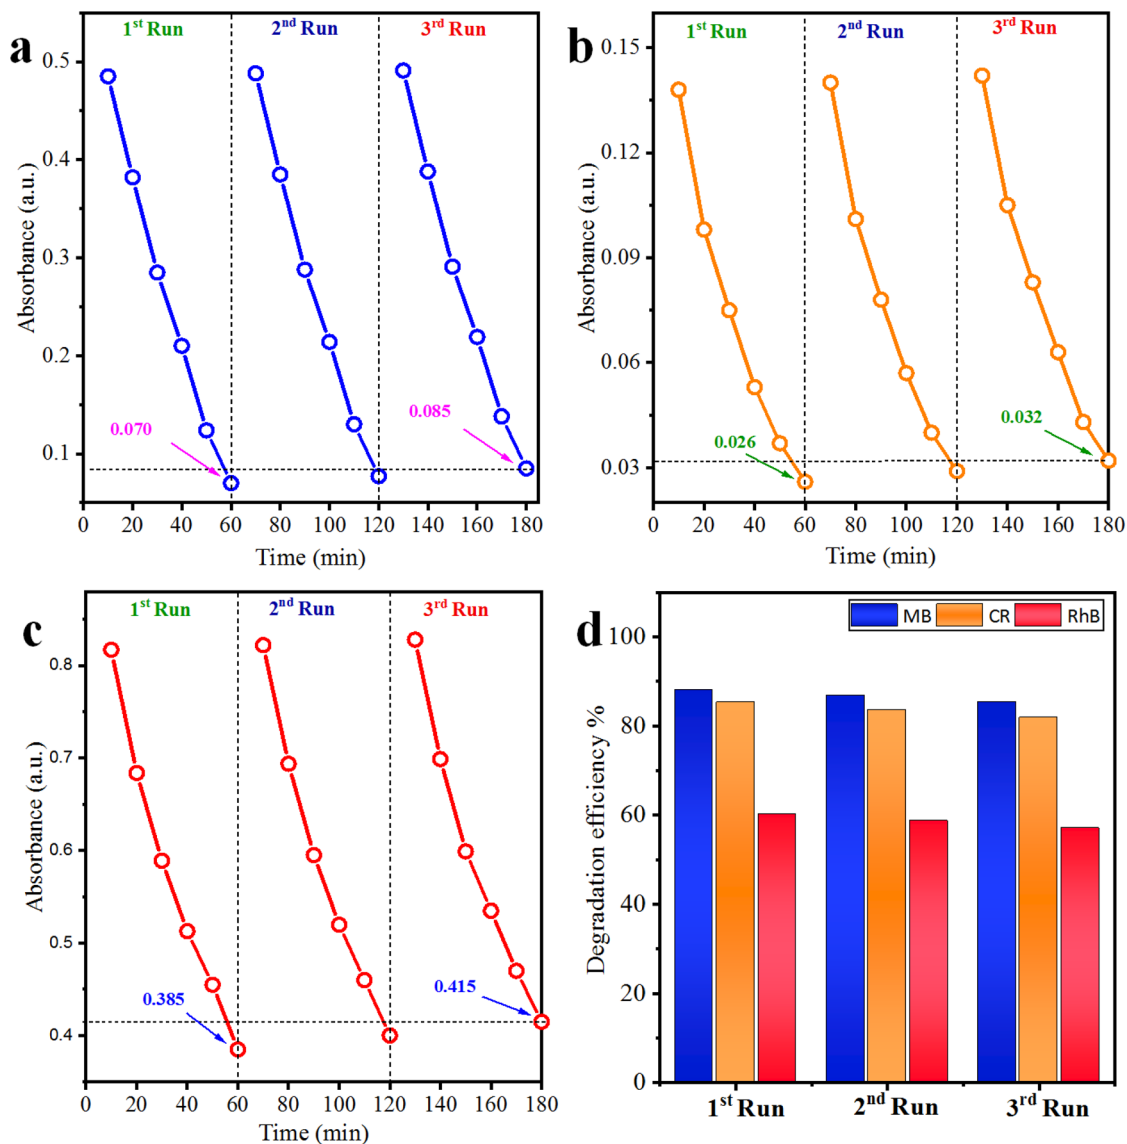 a
1st Run 2nd Run 3rd Run
0.5
0.4
0.3
0.2
0.1
Absorbance (a.u.)
0.070
0.085
0 20 40 60 80 100 120 140 160 180
Time (min)
b
1st Run 2nd Run 3rd Run
0.15
0.12
0.09
0.06
0.03
Absorbance (a.u.)
0.026
0.032
0 20 40 60 80 100 120 140 160 180
Time (min)
c
1st Run 2nd Run 3rd Run
0.8
0.7
0.6
0.5
0.4
Absorbance (a.u.)
0.385
0.415
0 20 40 60 80 100 120 140 160 180
Time (min)
d
MB CR RhB
100
80
60
40
20
0
Degradation efficiency %
1st Run 2nd Run 3rd Run